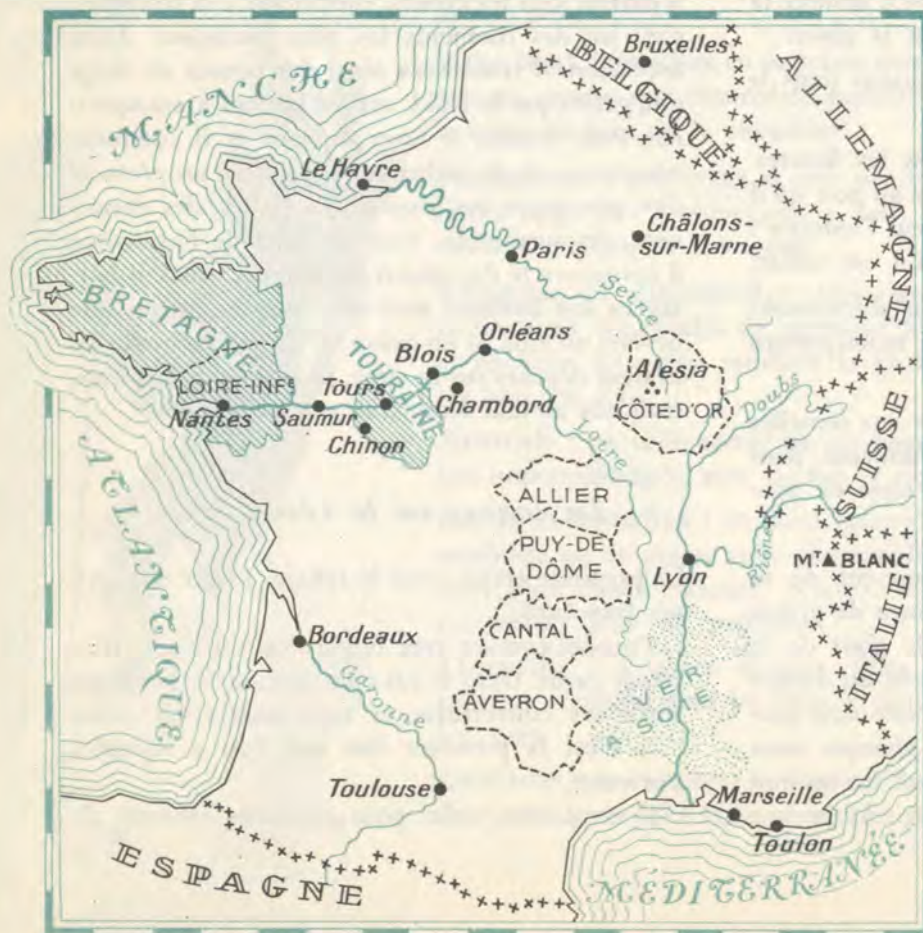 MANCHE
BELGIQUE
Bruxelles
ALLEMAGNE
Le Havre
Châlons-
sur-Marne
Paris
Seine
BRETAGNE
Orléans
Blois
TOURAINE
Alésia
CÔTE-D'OR
Doubs
LOIRE-INFE
Tours
Nantes
Saumur
Chambord
Chinon
Loire
SUISSE
ATLANTIQUE
ALLIER
PUY-DE
DÔME
Lyon
Rhône
MT BLANC
Bordeaux
CANTAL
ITALIE
Garonne
VER
A SOIE
AVEYRON
Toulouse
Marseille
Toulon
ESPAGNE
MÉDITERRANÉE